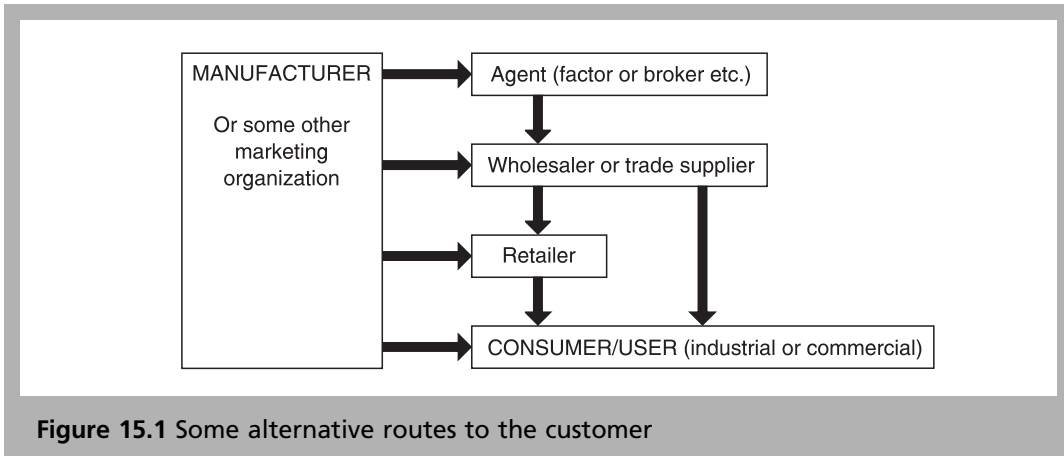 MANUFACTURER
Or some other
marketing
organization
Agent (factor or broker etc.)
Wholesaler or trade supplier
Retailer
CONSUMER/USER (industrial or commercial)
Figure 15.1 Some alternative routes to the customer